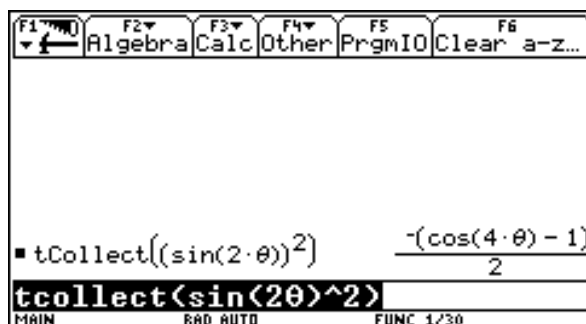 F1 F2 Algebra F3 Calc F4 Other F5 PrgmIO F6 Clear a-z…
▪ tCollect((sin(2·θ))²) ⁻(cos(4·θ) − 1)/2
tcollect(sin(2θ)^2)
MAIN RAD AUTO FUNC 1/30